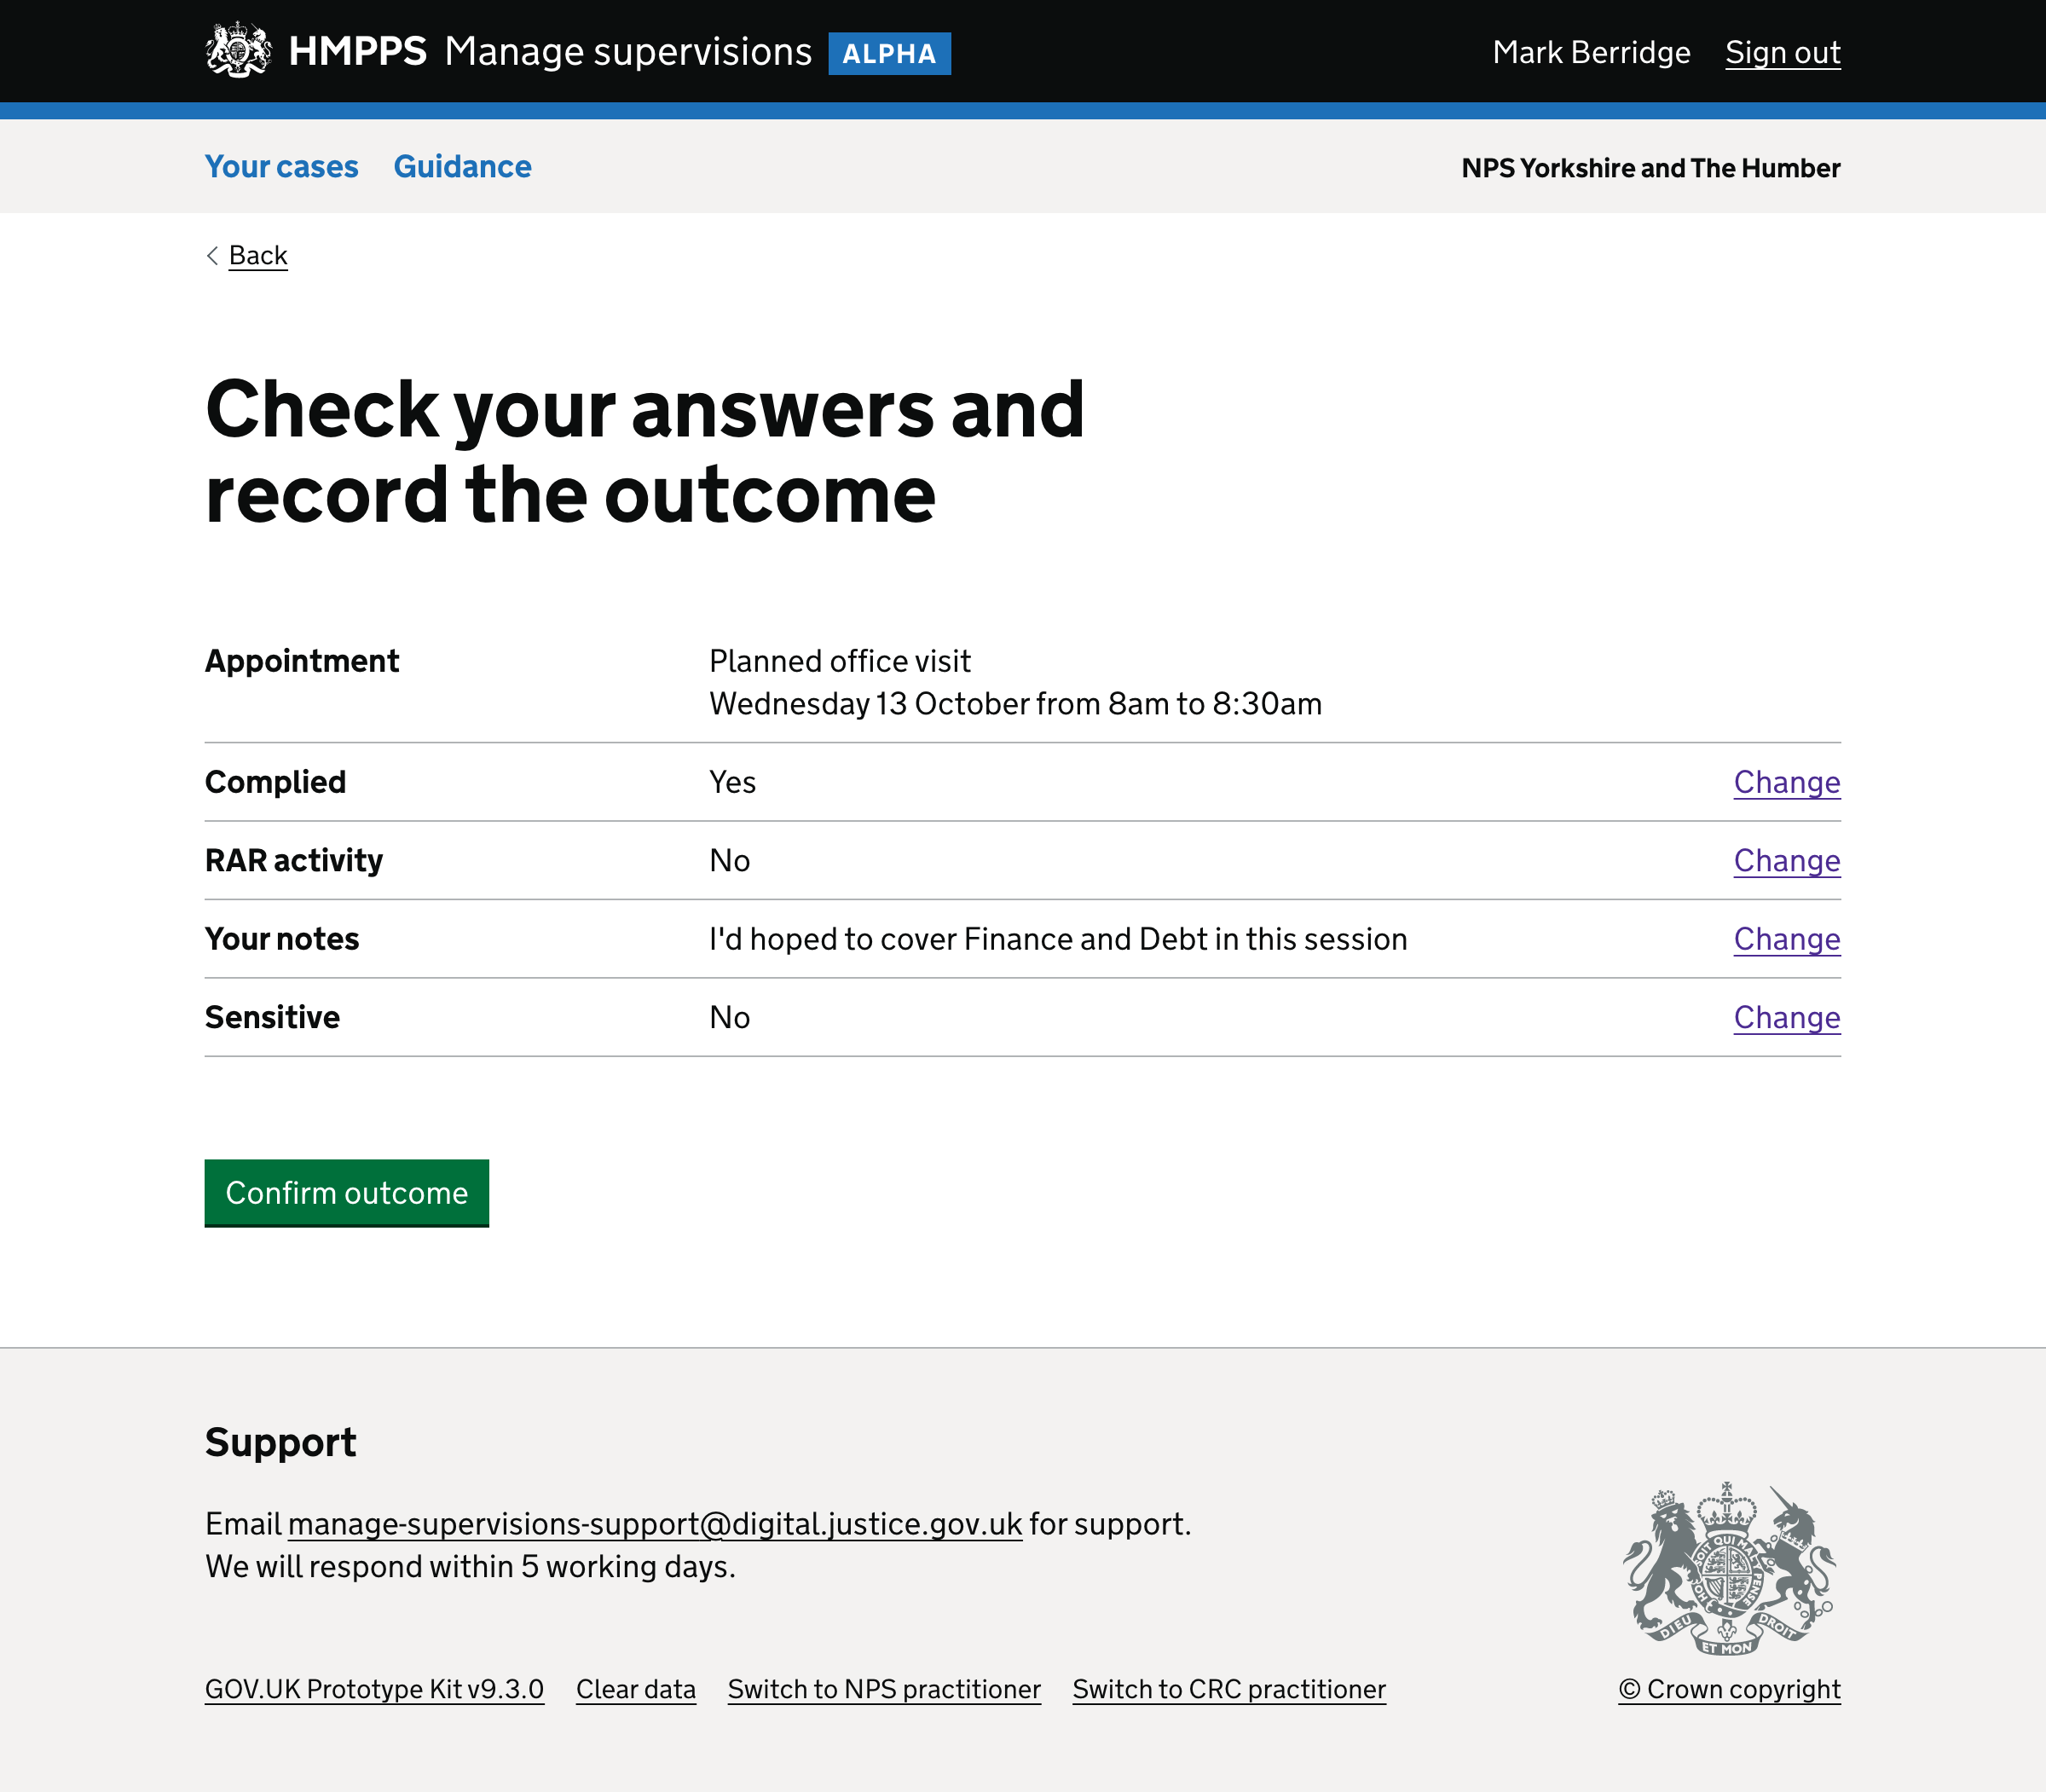 HMPPS Manage supervisions ALPHA
Mark Berridge Sign out
Your cases Guidance
NPS Yorkshire and The Humber
Back
Check your answers and
record the outcome
Appointment
Planned office visit
Wednesday 13 October from 8am to 8:30am
Complied Yes Change
RAR activity No Change
Your notes I'd hoped to cover Finance and Debt in this session Change
Sensitive No Change
Confirm outcome
Support
Email manage-supervisions-support@digital.justice.gov.uk for support.
We will respond within 5 working days.
DIEU ET MON DROIT
GOV.UK Prototype Kit v9.3.0 Clear data Switch to NPS practitioner Switch to CRC practitioner
© Crown copyright